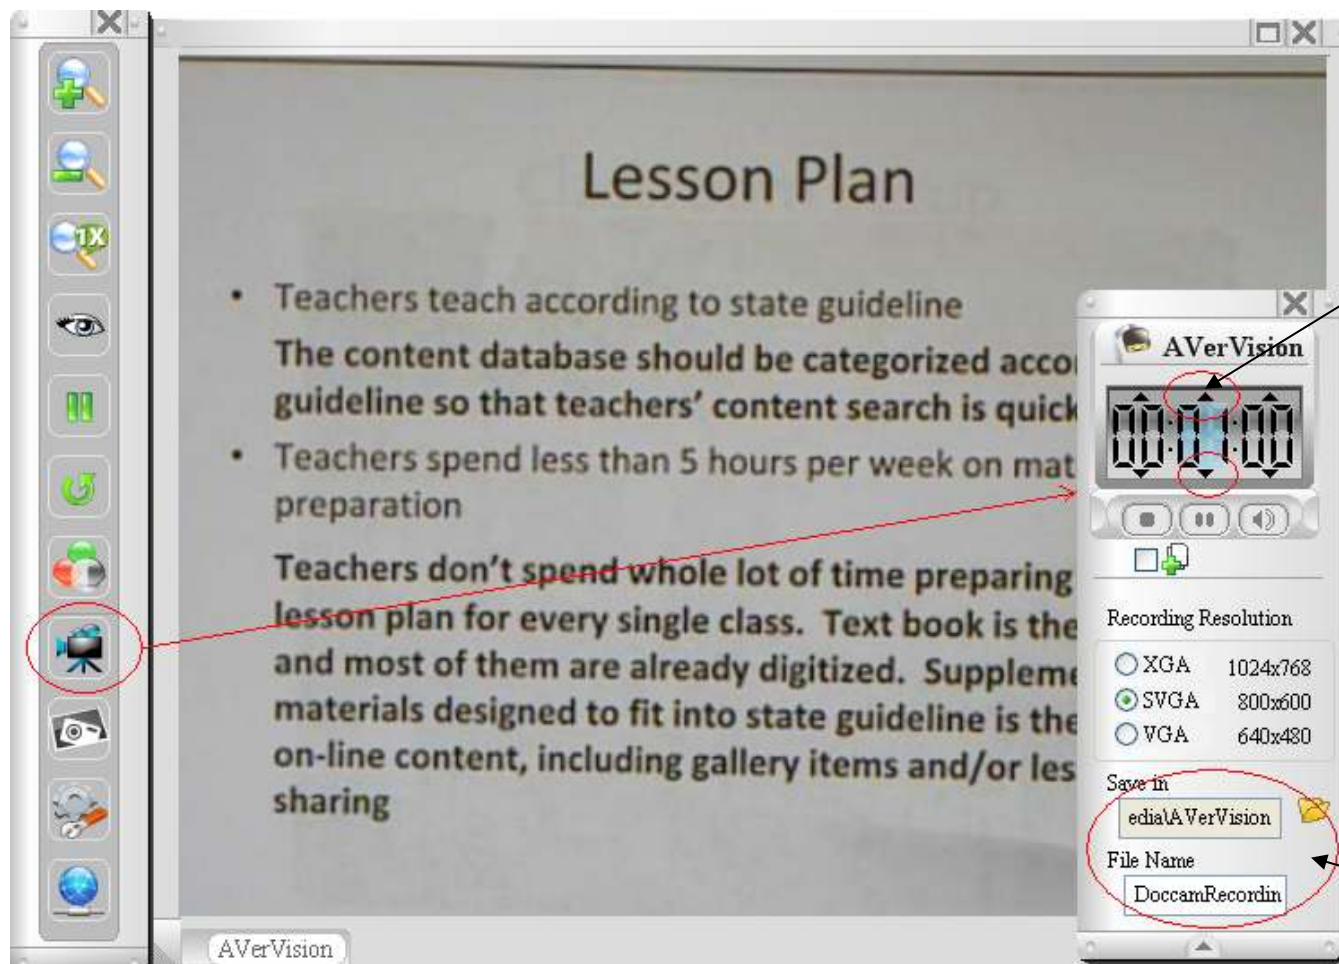 1X
Lesson Plan
• Teachers teach according to state guideline
The content database should be categorized acco
guideline so that teachers' content search is quick
• Teachers spend less than 5 hours per week on mat
preparation
Teachers don't spend whole lot of time preparing
lesson plan for every single class. Text book is the
and most of them are already digitized. Suppleme
materials designed to fit into state guideline is the
on-line content, including gallery items and/or les
sharing
AVerVision
00:00:00
Recording Resolution
XGA 1024x768
SVGA 800x600
VGA 640x480
Save in
edia\AVerVision
File Name
DoccamRecordin
AVerVision